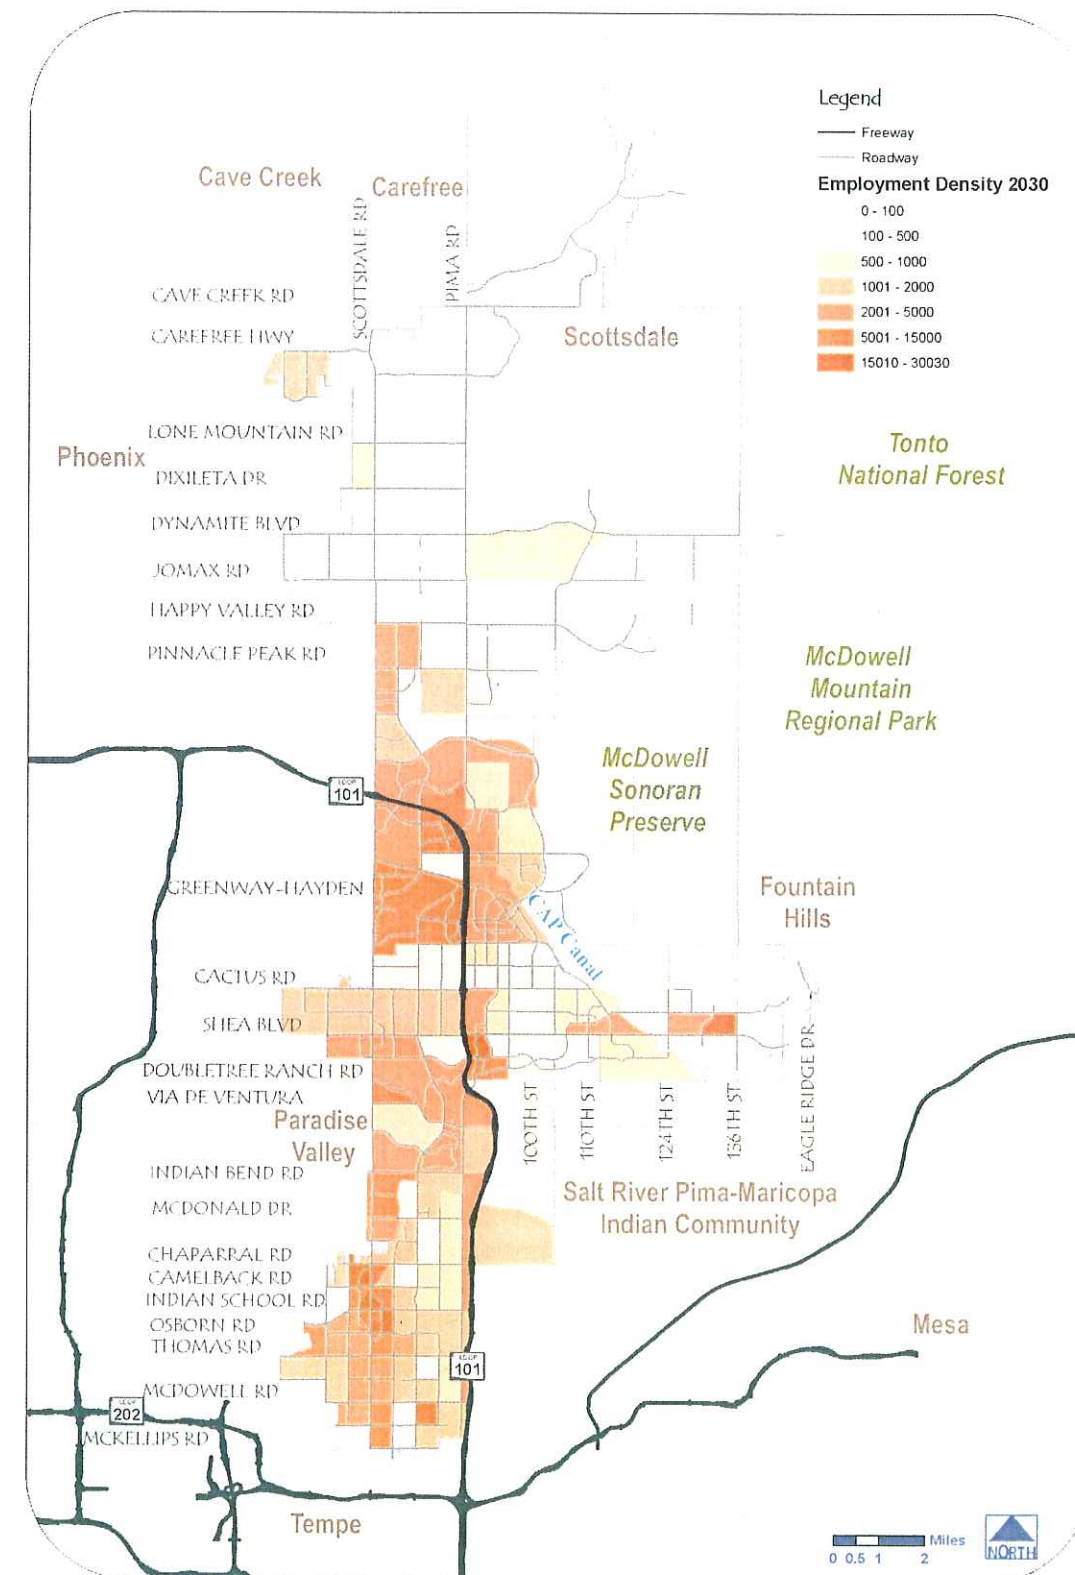 Legend
Freeway
Roadway
Employment Density 2030
0 - 100
100 - 500
500 - 1000
1001 - 2000
2001 - 5000
5001 - 15000
15010 - 30030
Cave Creek
Carefree
SCOTTSDALE RD
PIMA RD
CAVE CREEK RD
CAREFREE HWY
Scottsdale
LONE MOUNTAIN RD
Phoenix
DIXILETA DR
Tonto
National Forest
DYNAMITE BLVD
JOMAX RD
HAPPY VALLEY RD
PINNACLE PEAK RD
McDowell
Mountain
Regional Park
McDowell
Sonoran
Preserve
LOOP
101
GREENWAY-HAYDEN
Fountain
Hills
CAP Canal
CACTUS RD
SHEA BLVD
DOUBLETREE RANCH RD
VIA DE VENTURA
100TH ST
110TH ST
124TH ST
136TH ST
EAGLE RIDGE DR
Paradise
Valley
INDIAN BEND RD
MCDONALD DR
Salt River Pima-Maricopa
Indian Community
CHAPARRAL RD
CAMELBACK RD
INDIAN SCHOOL RD
OSBORN RD
THOMAS RD
Mesa
LOOP
101
MCDOWELL RD
LOOP
202
MCKELLIPS RD
Tempe
Miles
0 0.5 1 2
NORTH